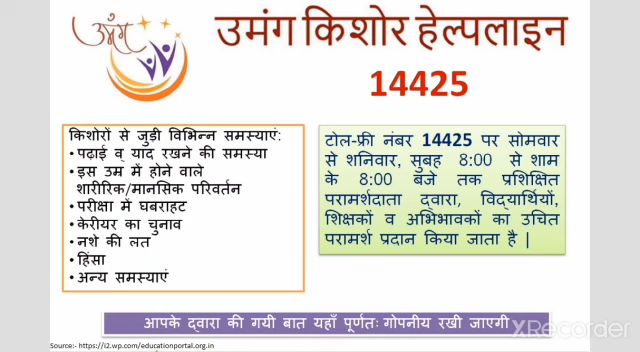 उमंग
उमंग किशोर हेल्पलाइन
14425
किशोरों से जुड़ी विभिन्न समस्याएं:
• पढ़ाई व् याद रखने की समस्या
• इस उम्र में होने वाले
शारीरिक/मानसिक परिवर्तन
• परीक्षा में घबराहट
• केरीयर का चुनाव
• नशे की लत
• हिंसा
• अन्य समस्याएं
टोल-फ्री नंबर 14425 पर सोमवार
से शनिवार, सुबह 8:00 से शाम
के 8:00 बजे तक प्रशिक्षित
परामर्शदाता द्वारा, विद्यार्थियों,
शिक्षकों व अभिभावकों का उचित
परामर्श प्रदान किया जाता है |
आपके द्वारा की गयी बात यहाँ पूर्णतः गोपनीय रखी जाएगी
XRecorder
Source:- https://i2.wp.com/educationportal.org.in